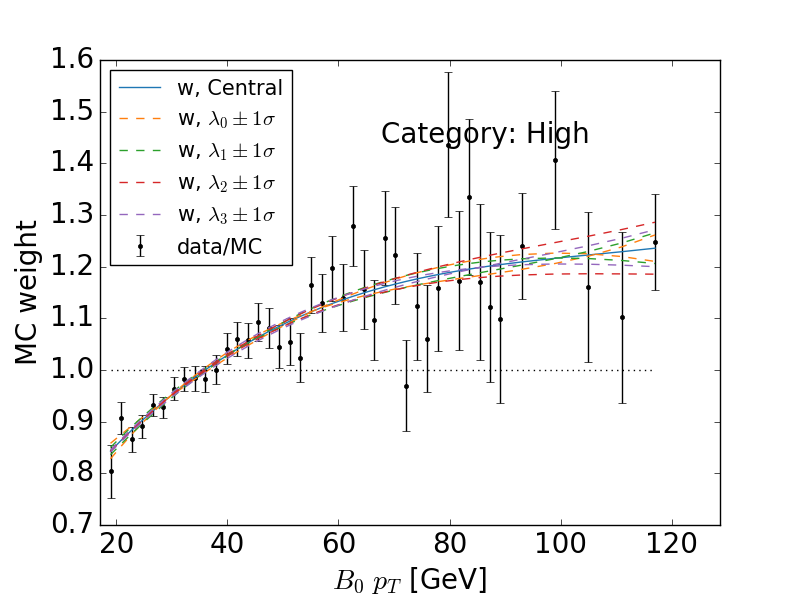 1.6
1.5
1.4
1.3
1.2
1.1
1.0
0.9
0.8
0.7
MC weight
w, Central
w, λ₀ ± 1σ
w, λ₁ ± 1σ
w, λ₂ ± 1σ
w, λ₃ ± 1σ
data/MC
Category: High
20 40 60 80 100 120
B₀ p_T [GeV]